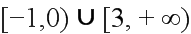 [−1,0) ∪ [3, + ∞)